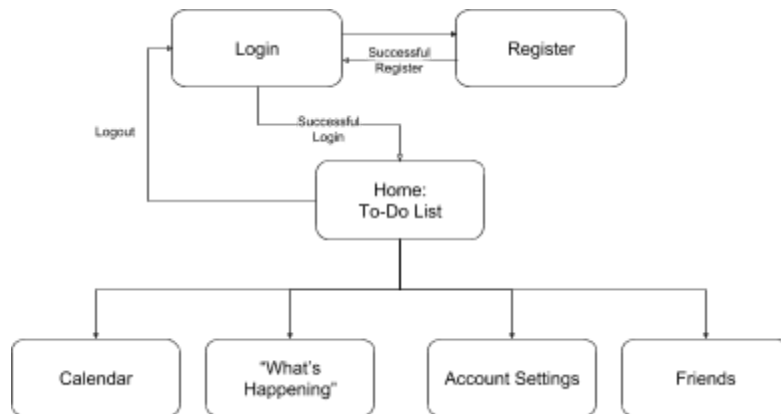 Login
Register
Successful
Register
Logout
Successful
Login
Home:
To-Do List
Calendar
"What's
Happening"
Account Settings
Friends